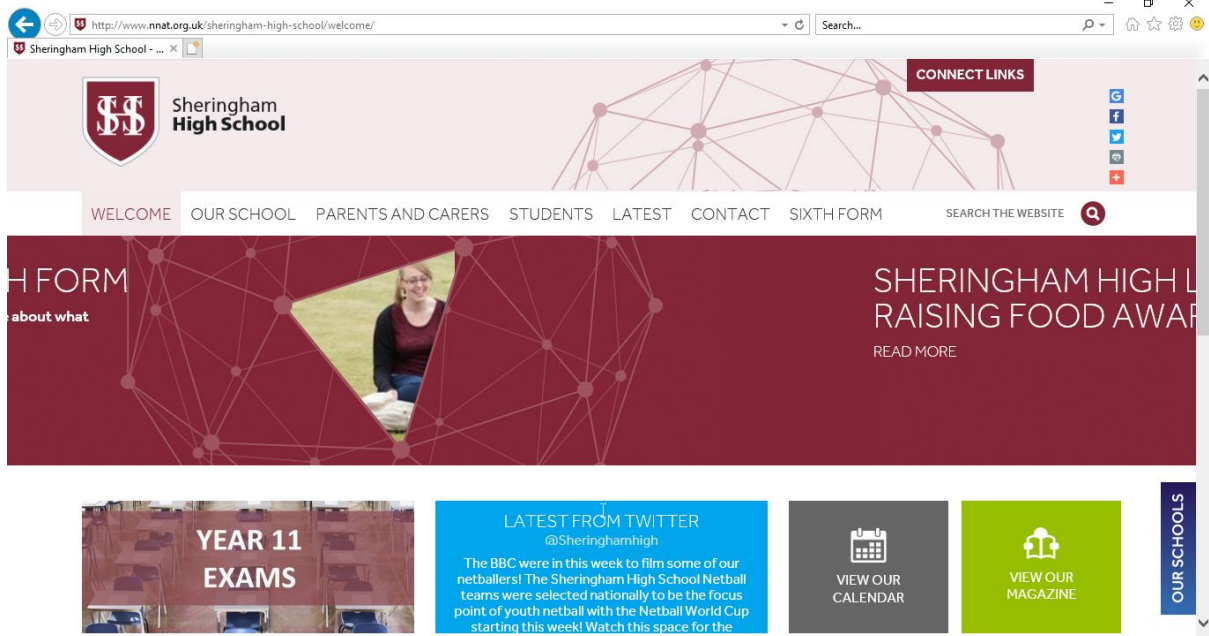 http://www.nnat.org.uk/sheringham-high-school/welcome/
Search...
Sheringham High School - ...
CONNECT LINKS
SHS
Sheringham
High School
WELCOME OUR SCHOOL PARENTS AND CARERS STUDENTS LATEST CONTACT SIXTH FORM SEARCH THE WEBSITE
H FORM
about what
SHERINGHAM HIGH L
RAISING FOOD AWAR
READ MORE
YEAR 11
EXAMS
LATEST FROM TWITTER
@Sheringhamhigh
The BBC were in this week to film some of our
netballers! The Sheringham High School Netball
teams were selected nationally to be the focus
point of youth netball with the Netball World Cup
starting this week! Watch this space for the
VIEW OUR
CALENDAR
VIEW OUR
MAGAZINE
OUR SCHOOLS